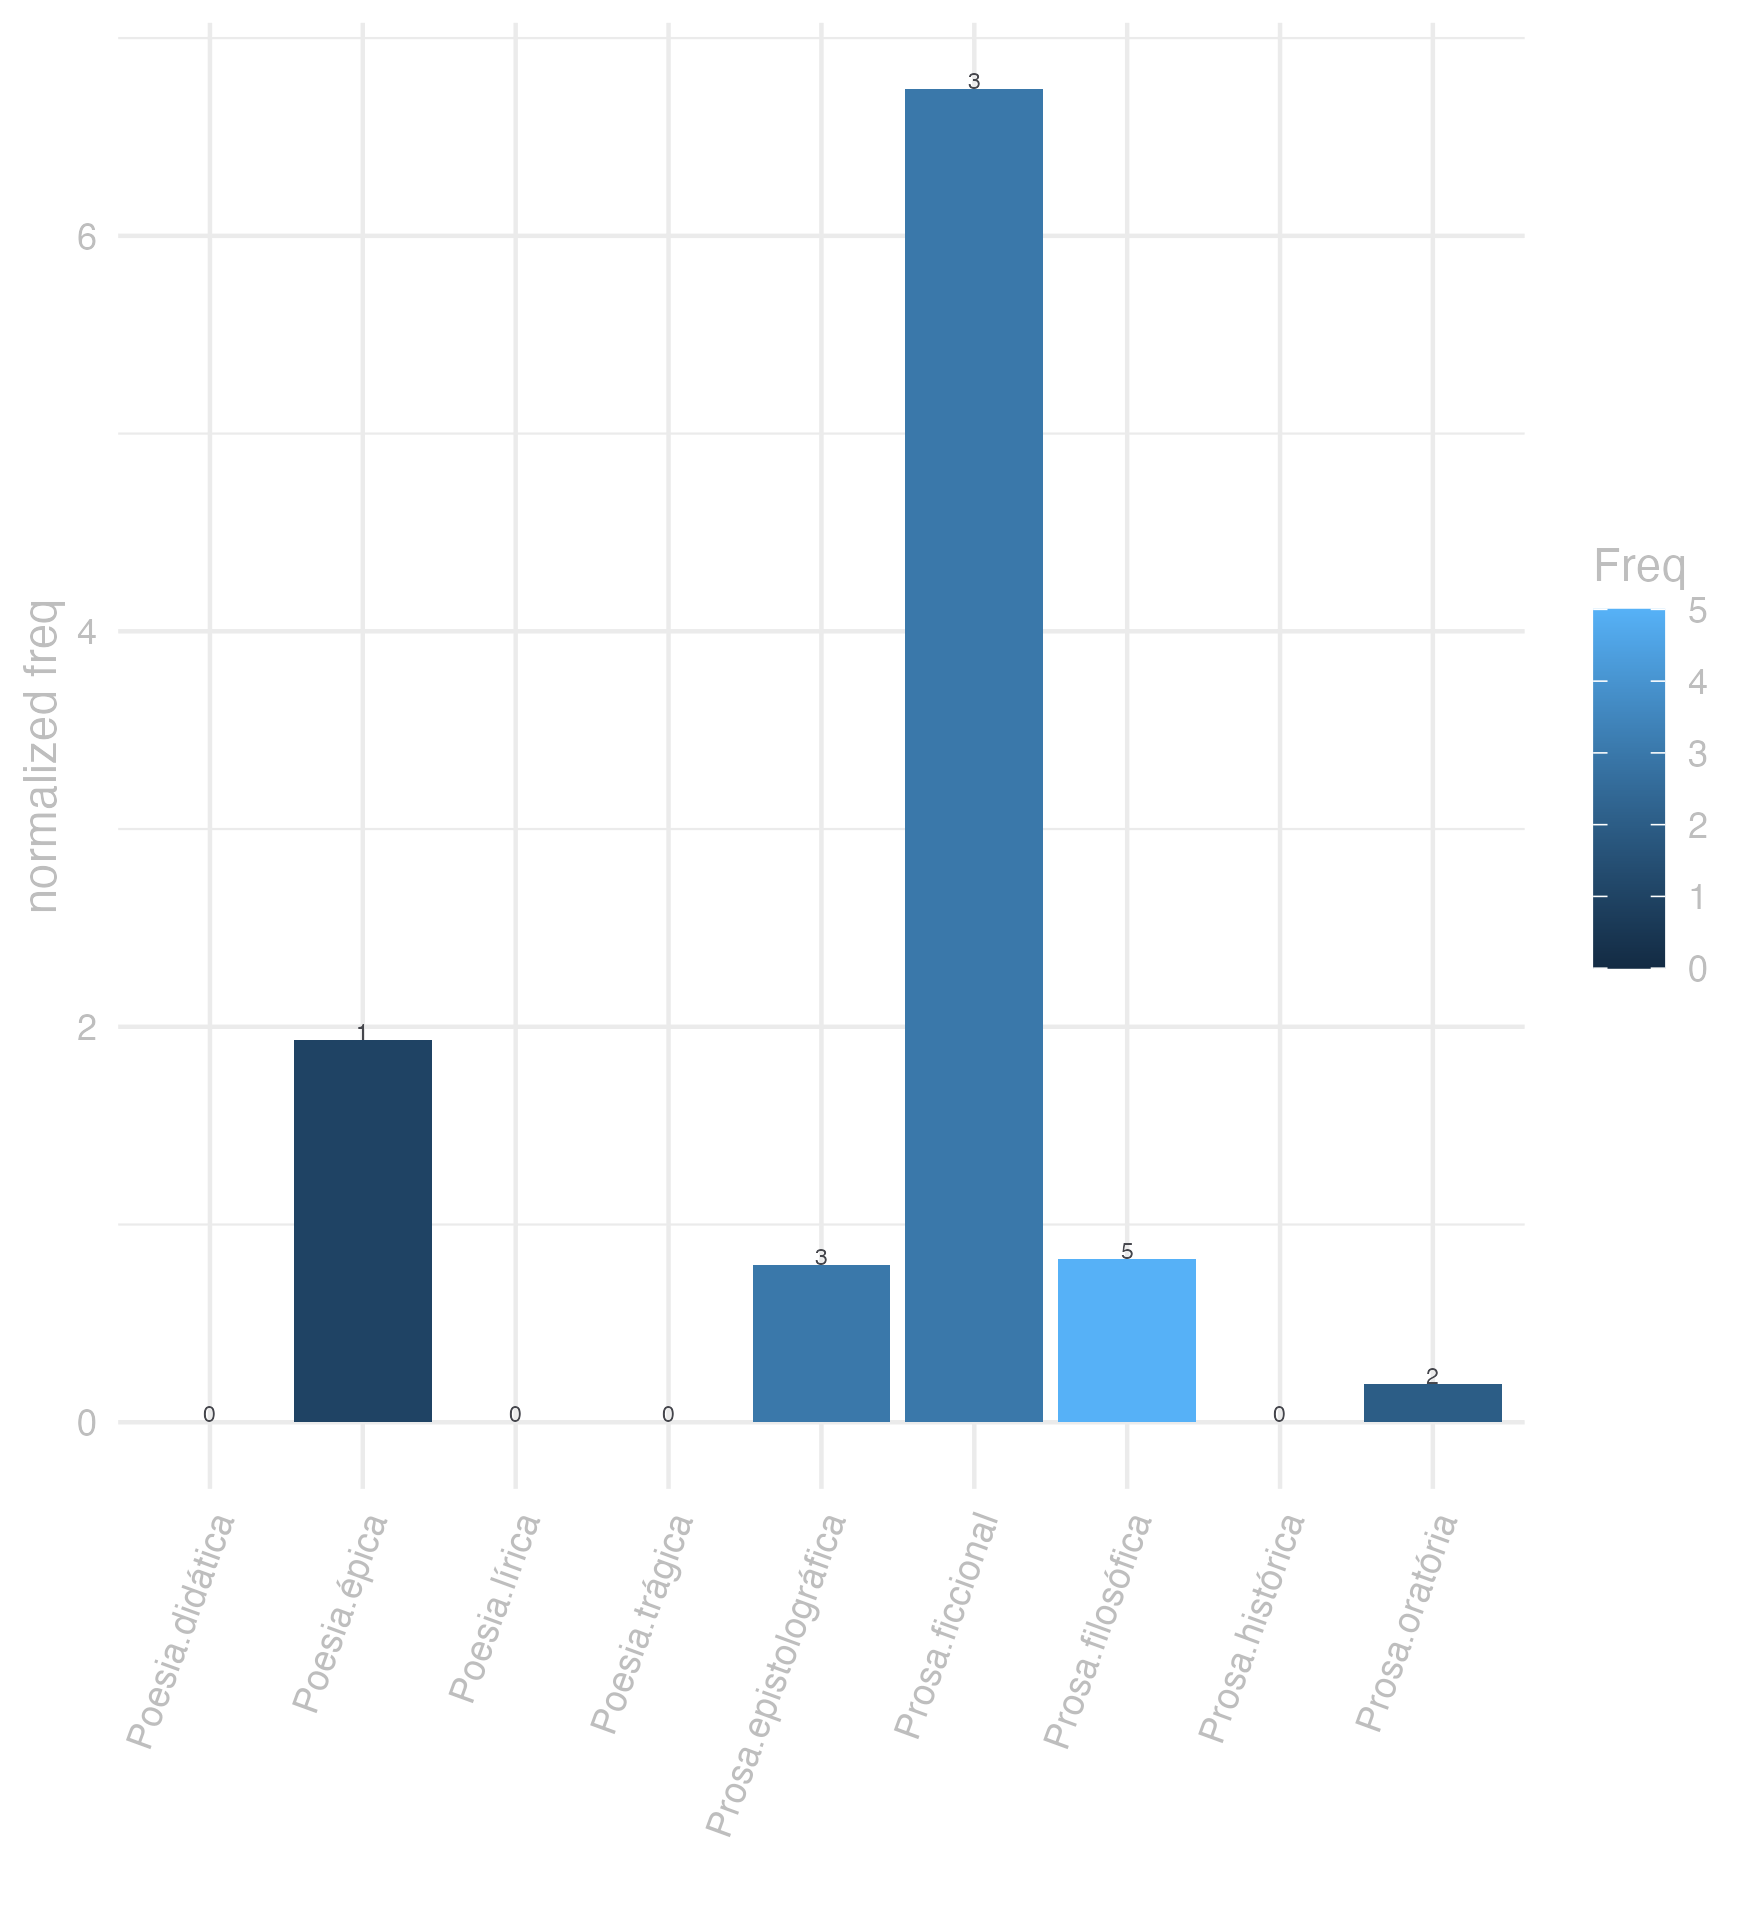 3
6
Freq
5
4
normalized freq
4
3
2
1
0
2
1
3
5
2
0
0
0
0
0
Poesia.didática
Poesia.épica
Poesia.lírica
Poesia.trágica
Prosa.epistolográfica
Prosa.ficcional
Prosa.filosófica
Prosa.histórica
Prosa.oratória